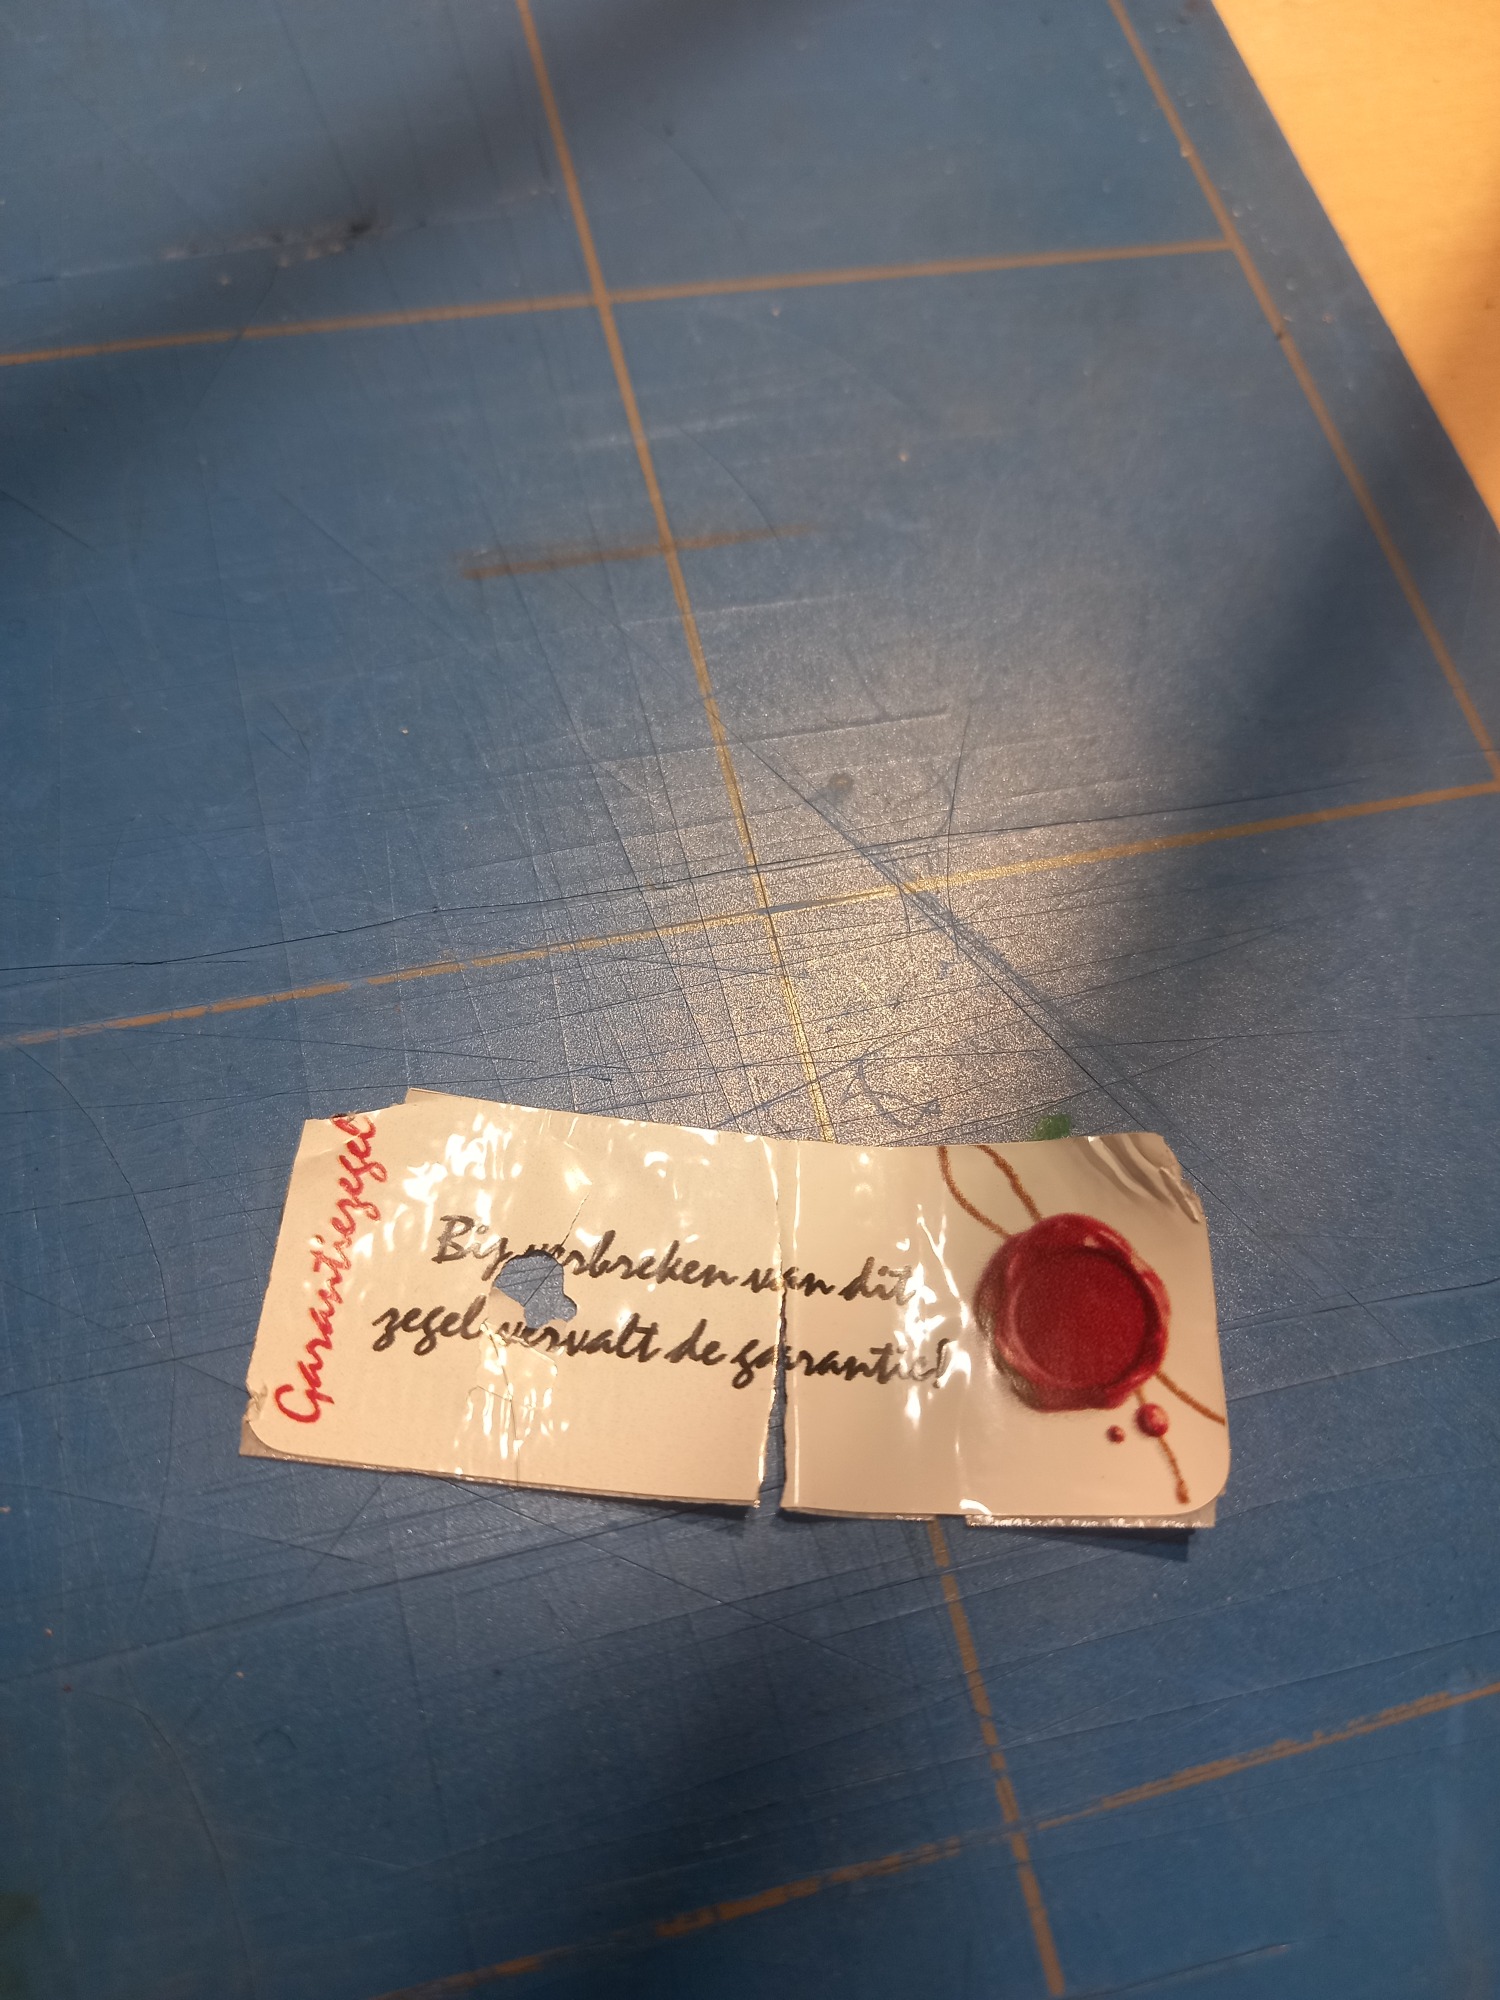 Garantiezegel
Bij verbreken van dit
zegel vervalt de garantie!